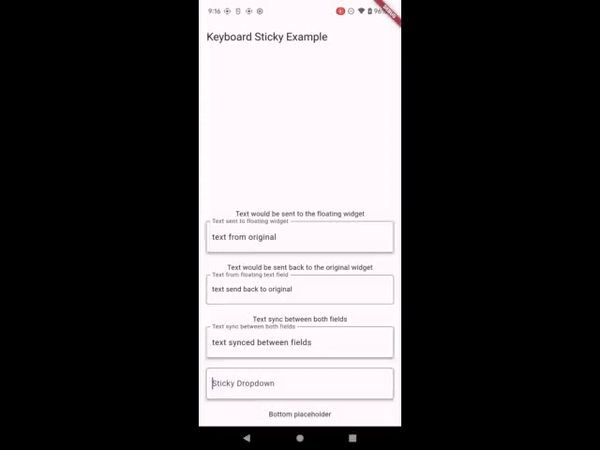 9:16
Keyboard Sticky Example
Text would be sent to the floating widget
Text sent to floating widget
text from original
Text would be sent back to the original widget
Text from floating text field
text send back to original
Text sync between both fields
Text sync between both fields
text synced between fields
Sticky Dropdown
Bottom placeholder